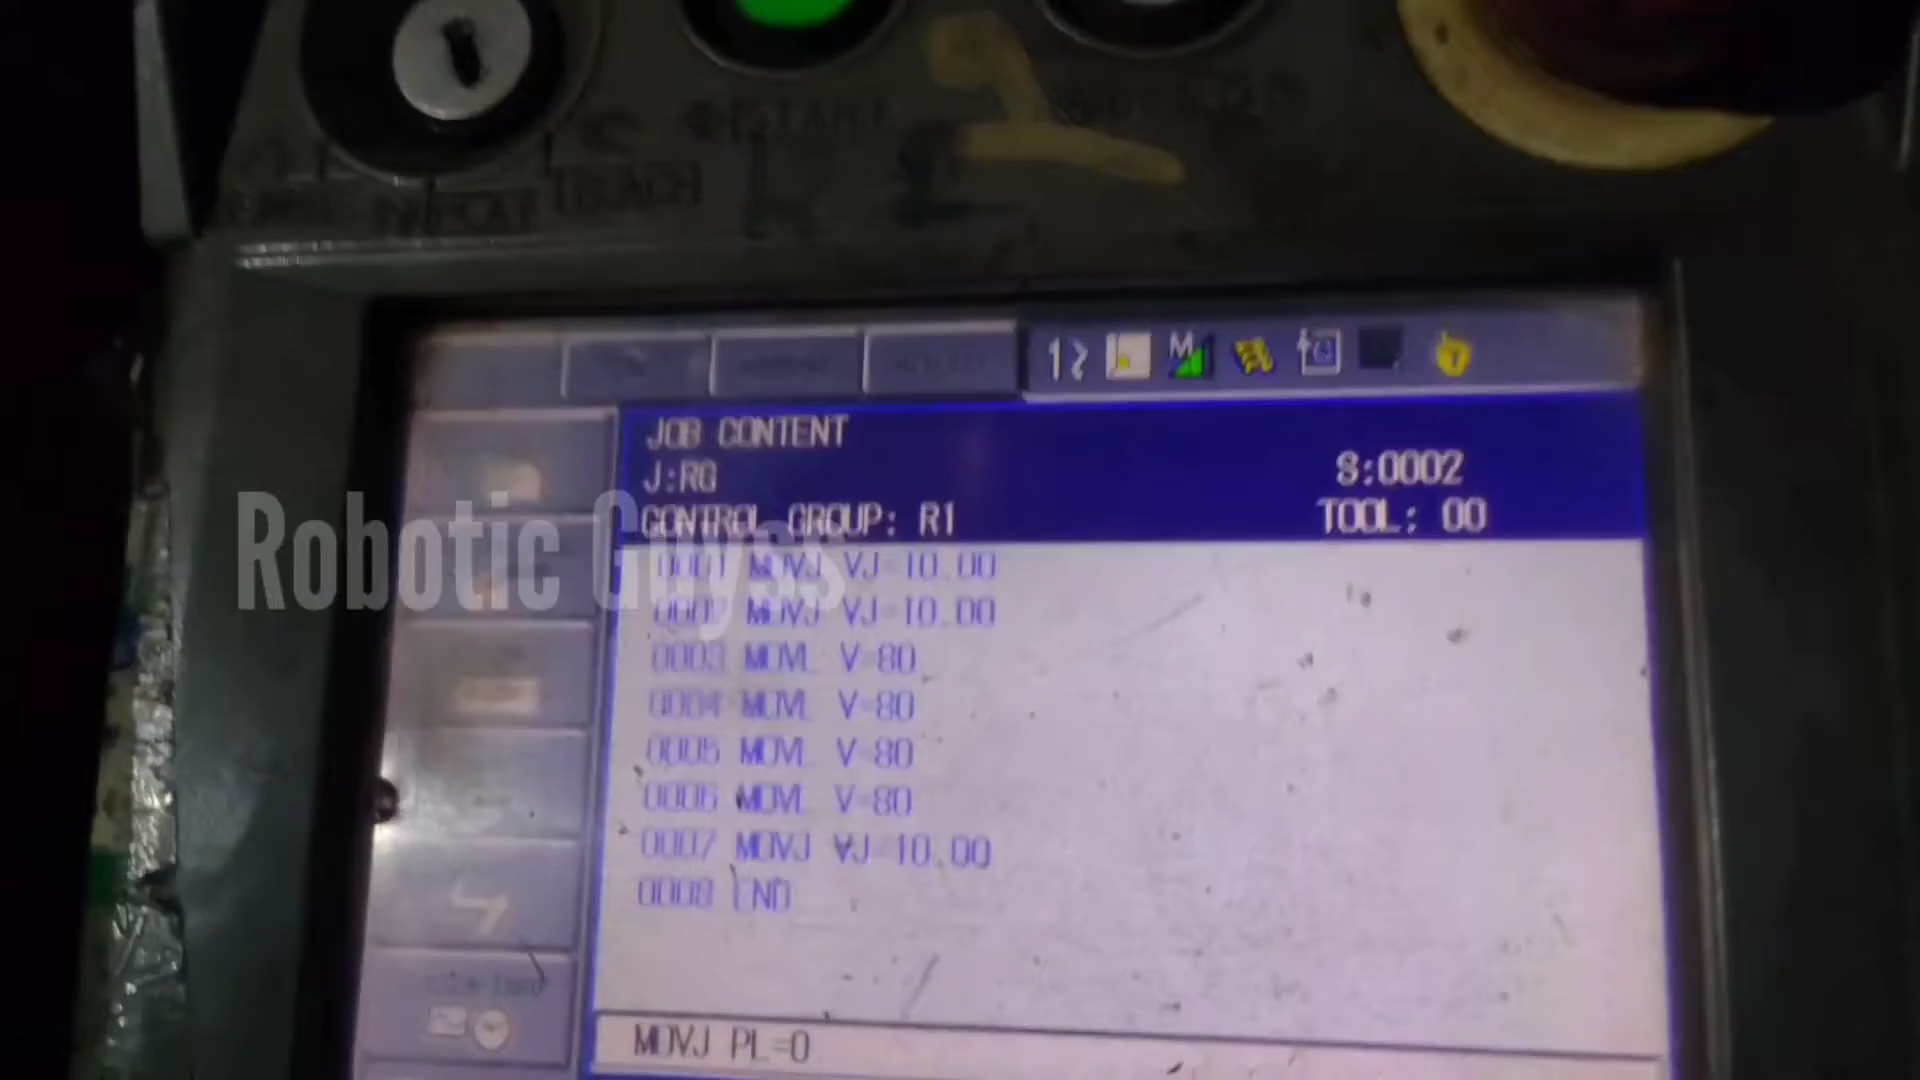 START
REMOTE PLAY TEACH
JOB CONTENT
J:RG S:0002
CONTROL GROUP: R1 TOOL: 00
Robotic Guyss
0001 MOVJ VJ=10.00
0002 MOVJ VJ=10.00
0003 MOVL V=80
0004 MOVL V=80
0005 MOVL V=80
0006 MOVL V=80
0007 MOVJ VJ=10.00
0008 END
MOVJ PL=0